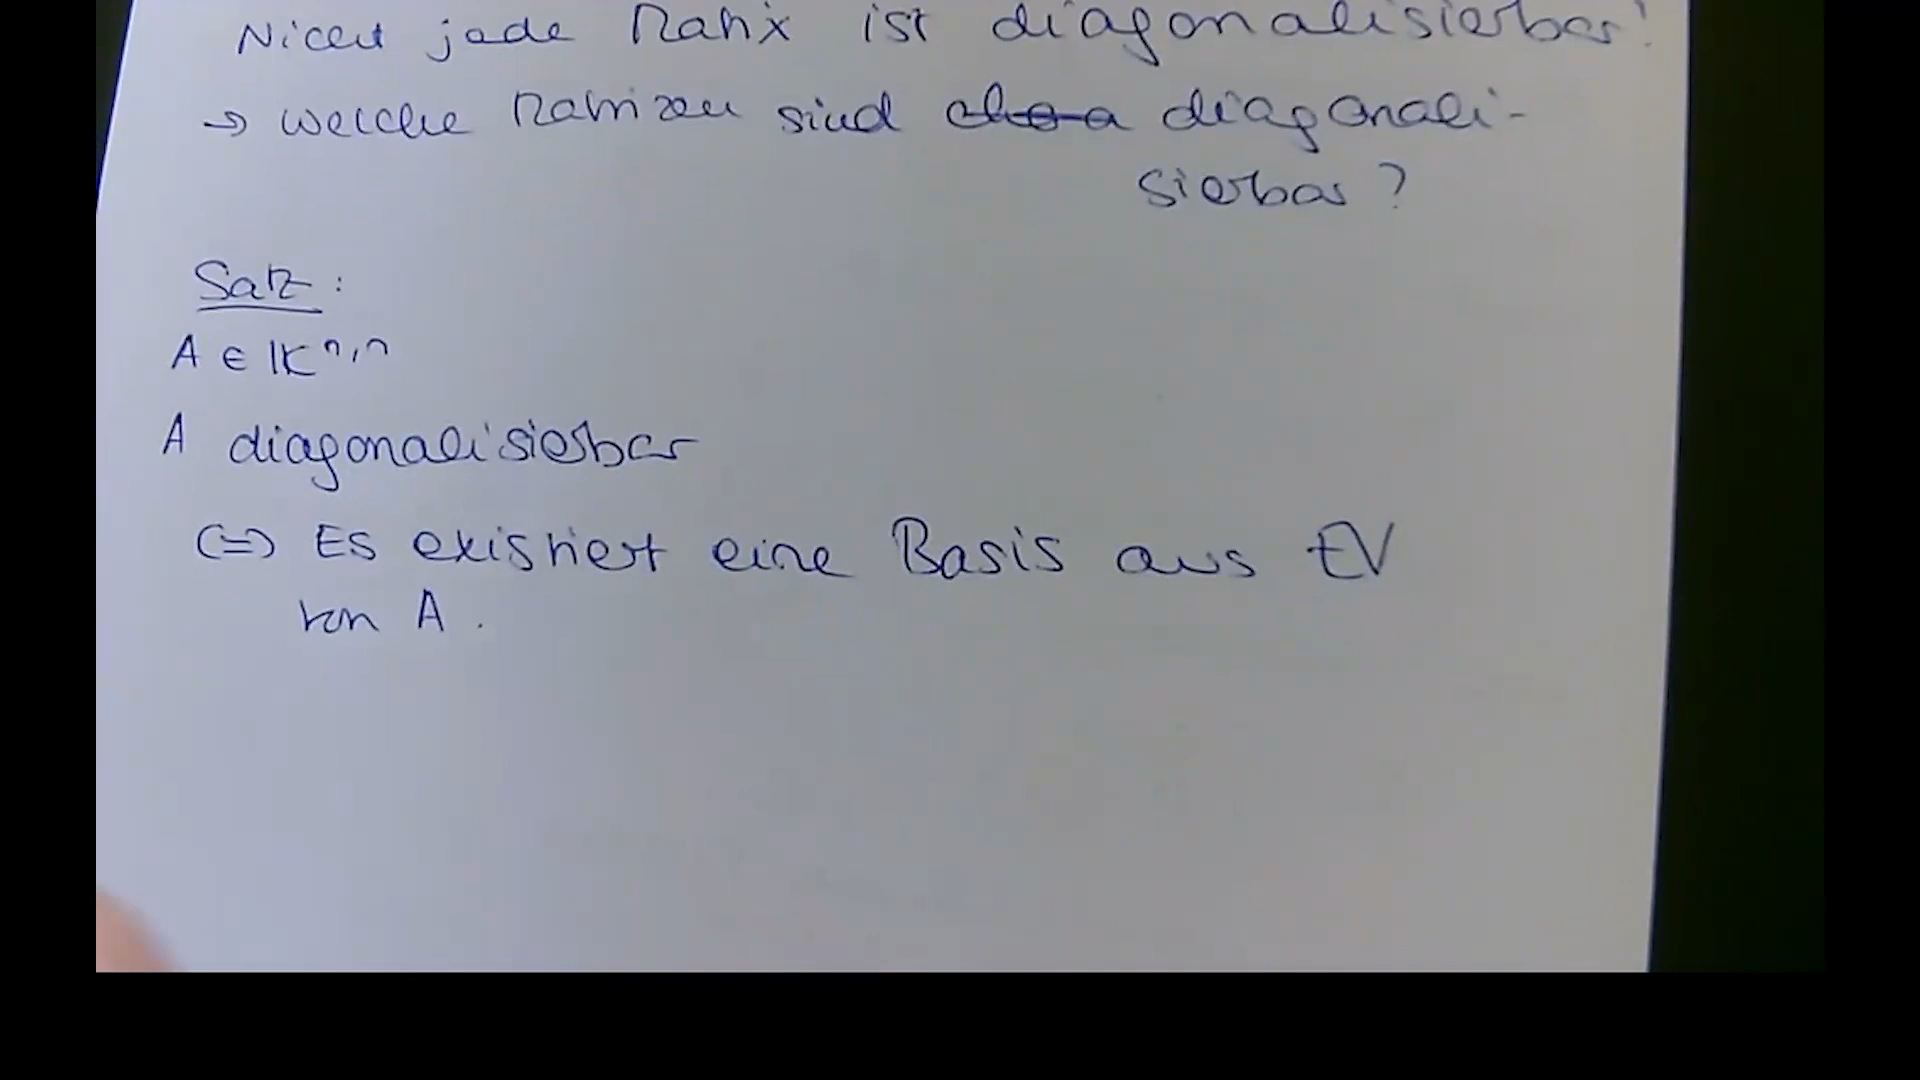 Nicht jede Matrix ist diagonalisierbar!
→ Welche Matrizen sind diagonali-
sierbar?
Satz:
A ∈ K^n,n
A diagonalisierbar
⇔ Es existiert eine Basis aus EV
von A.